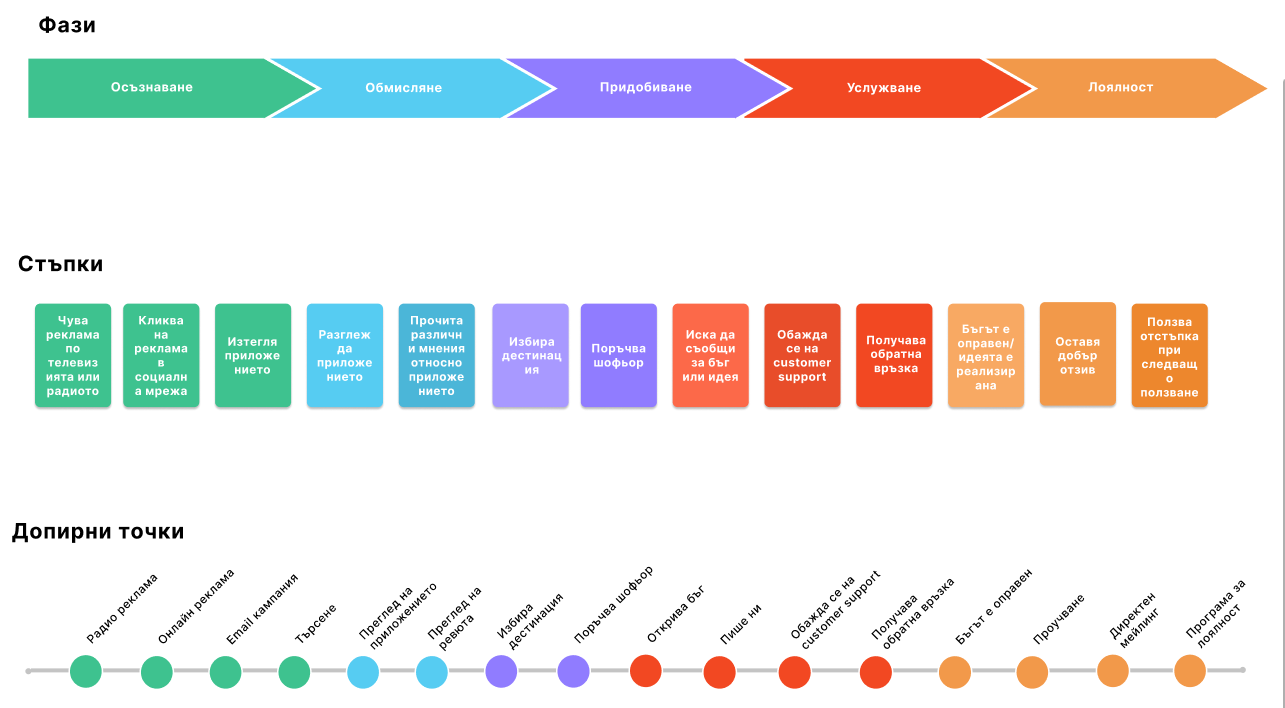 Фази
Осъзнаване
Обмисляне
Придобиване
Услужване
Лоялност
Стъпки
Чува
реклама
по
телевиз
ията или
радиото
Кликва
на
реклама
в
социалн
а мрежа
Изтегля
приложе
нието
Разглеж
да
приложе
нието
Прочита
различн
и мнения
относно
приложе
нието
Избира
дестинац
ия
Поръчва
шофьор
Иска да
съобщи
за бъг
или идея
Обажда
се на
customer
support
Получава
обратна
връзка
Бъгът е
оправен/
идеята е
реализир
ана
Оставя
добър
отзив
Ползва
отстъпка
при
следващ
о
ползване
Допирни точки
Радио реклама
Онлайн реклама
Email кампания
Търсене
Преглед на
приложението
Преглед на
ревюта
Избира
дестинация
Поръчва шофьор
Открива бъг
Пише ни
Обажда се на
customer support
Получава
обратна връзка
Бъгът е оправен
Проучване
Директен
мейлинг
Програма за
лоялност